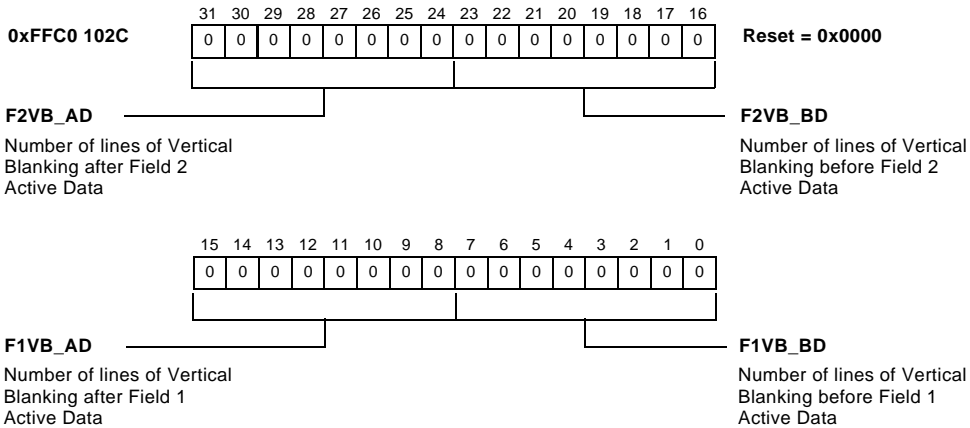 31 30 29 28 27 26 25 24 23 22 21 20 19 18 17 16
0xFFC0 102C 0 0 0 0 0 0 0 0 0 0 0 0 0 0 0 0 Reset = 0x0000
F2VB_AD F2VB_BD
Number of lines of Vertical Number of lines of Vertical
Blanking after Field 2 Blanking before Field 2
Active Data Active Data
15 14 13 12 11 10 9 8 7 6 5 4 3 2 1 0
0 0 0 0 0 0 0 0 0 0 0 0 0 0 0 0
F1VB_AD F1VB_BD
Number of lines of Vertical Number of lines of Vertical
Blanking after Field 1 Blanking before Field 1
Active Data Active Data